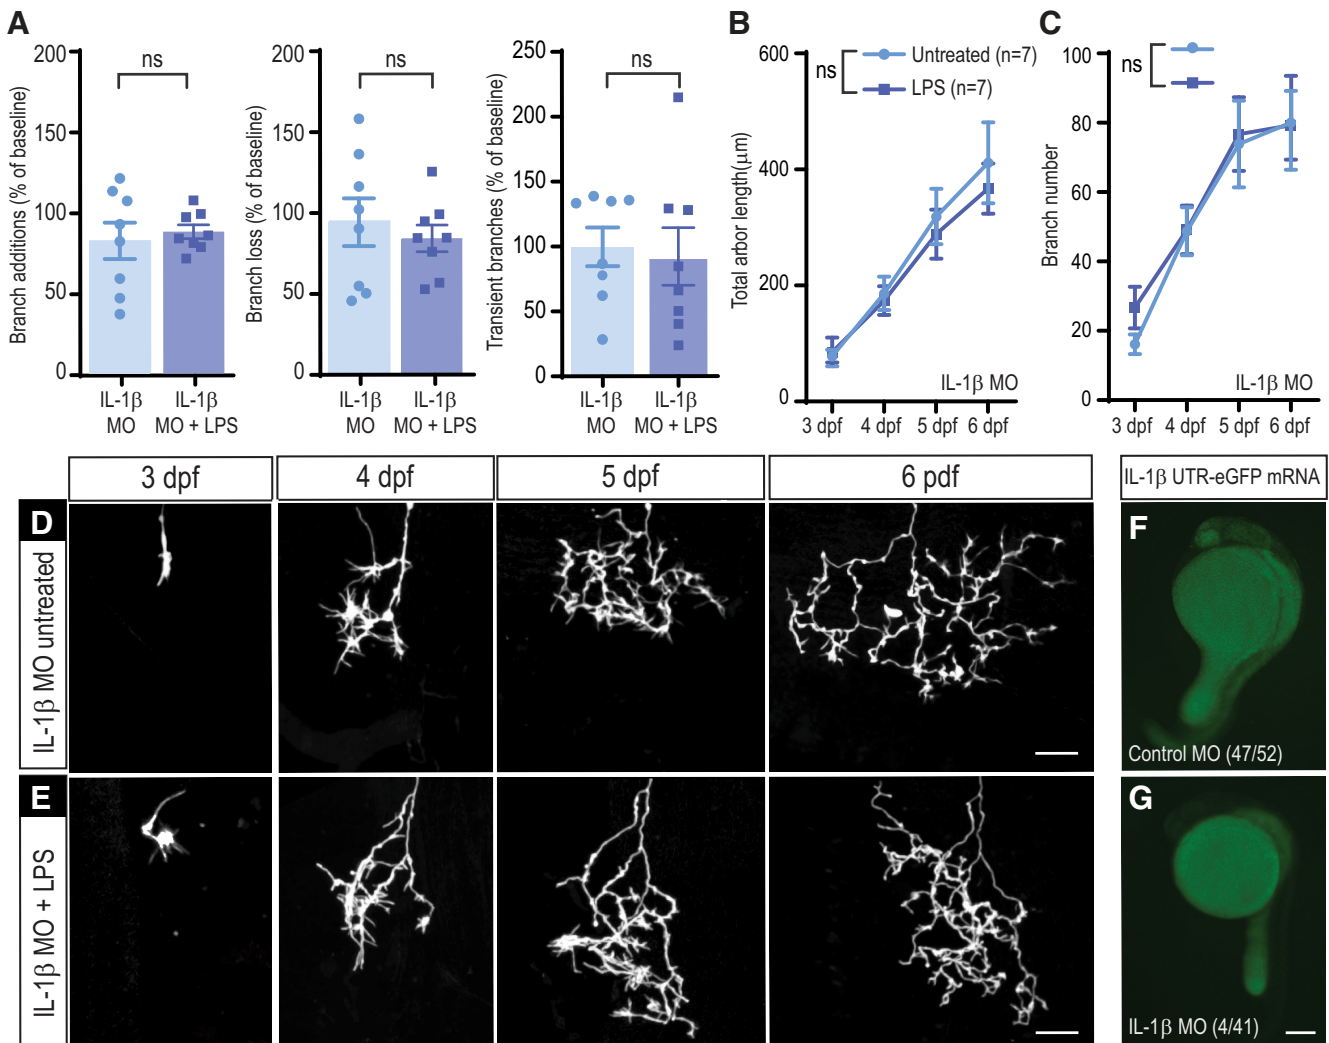 A
B
C
200
150
100
50
0
Branch additions (% of baseline)
ns
IL-1β
MO
IL-1β
MO + LPS
200
150
100
50
0
Branch loss (% of baseline)
ns
IL-1β
MO
IL-1β
MO + LPS
250
200
150
100
50
0
Transient branches (% of baseline)
ns
IL-1β
MO
IL-1β
MO + LPS
600
400
200
0
Total arbor length(μm)
ns
Untreated (n=7)
LPS (n=7)
IL-1β MO
3 dpf 4 dpf 5 dpf 6 dpf
100
80
60
40
20
0
Branch number
ns
IL-1β MO
3 dpf 4 dpf 5 dpf 6 dpf
3 dpf
4 dpf
5 dpf
6 pdf
IL-1β UTR-eGFP mRNA
D
IL-1β MO untreated
F
Control MO (47/52)
E
IL-1β MO + LPS
G
IL-1β MO (4/41)